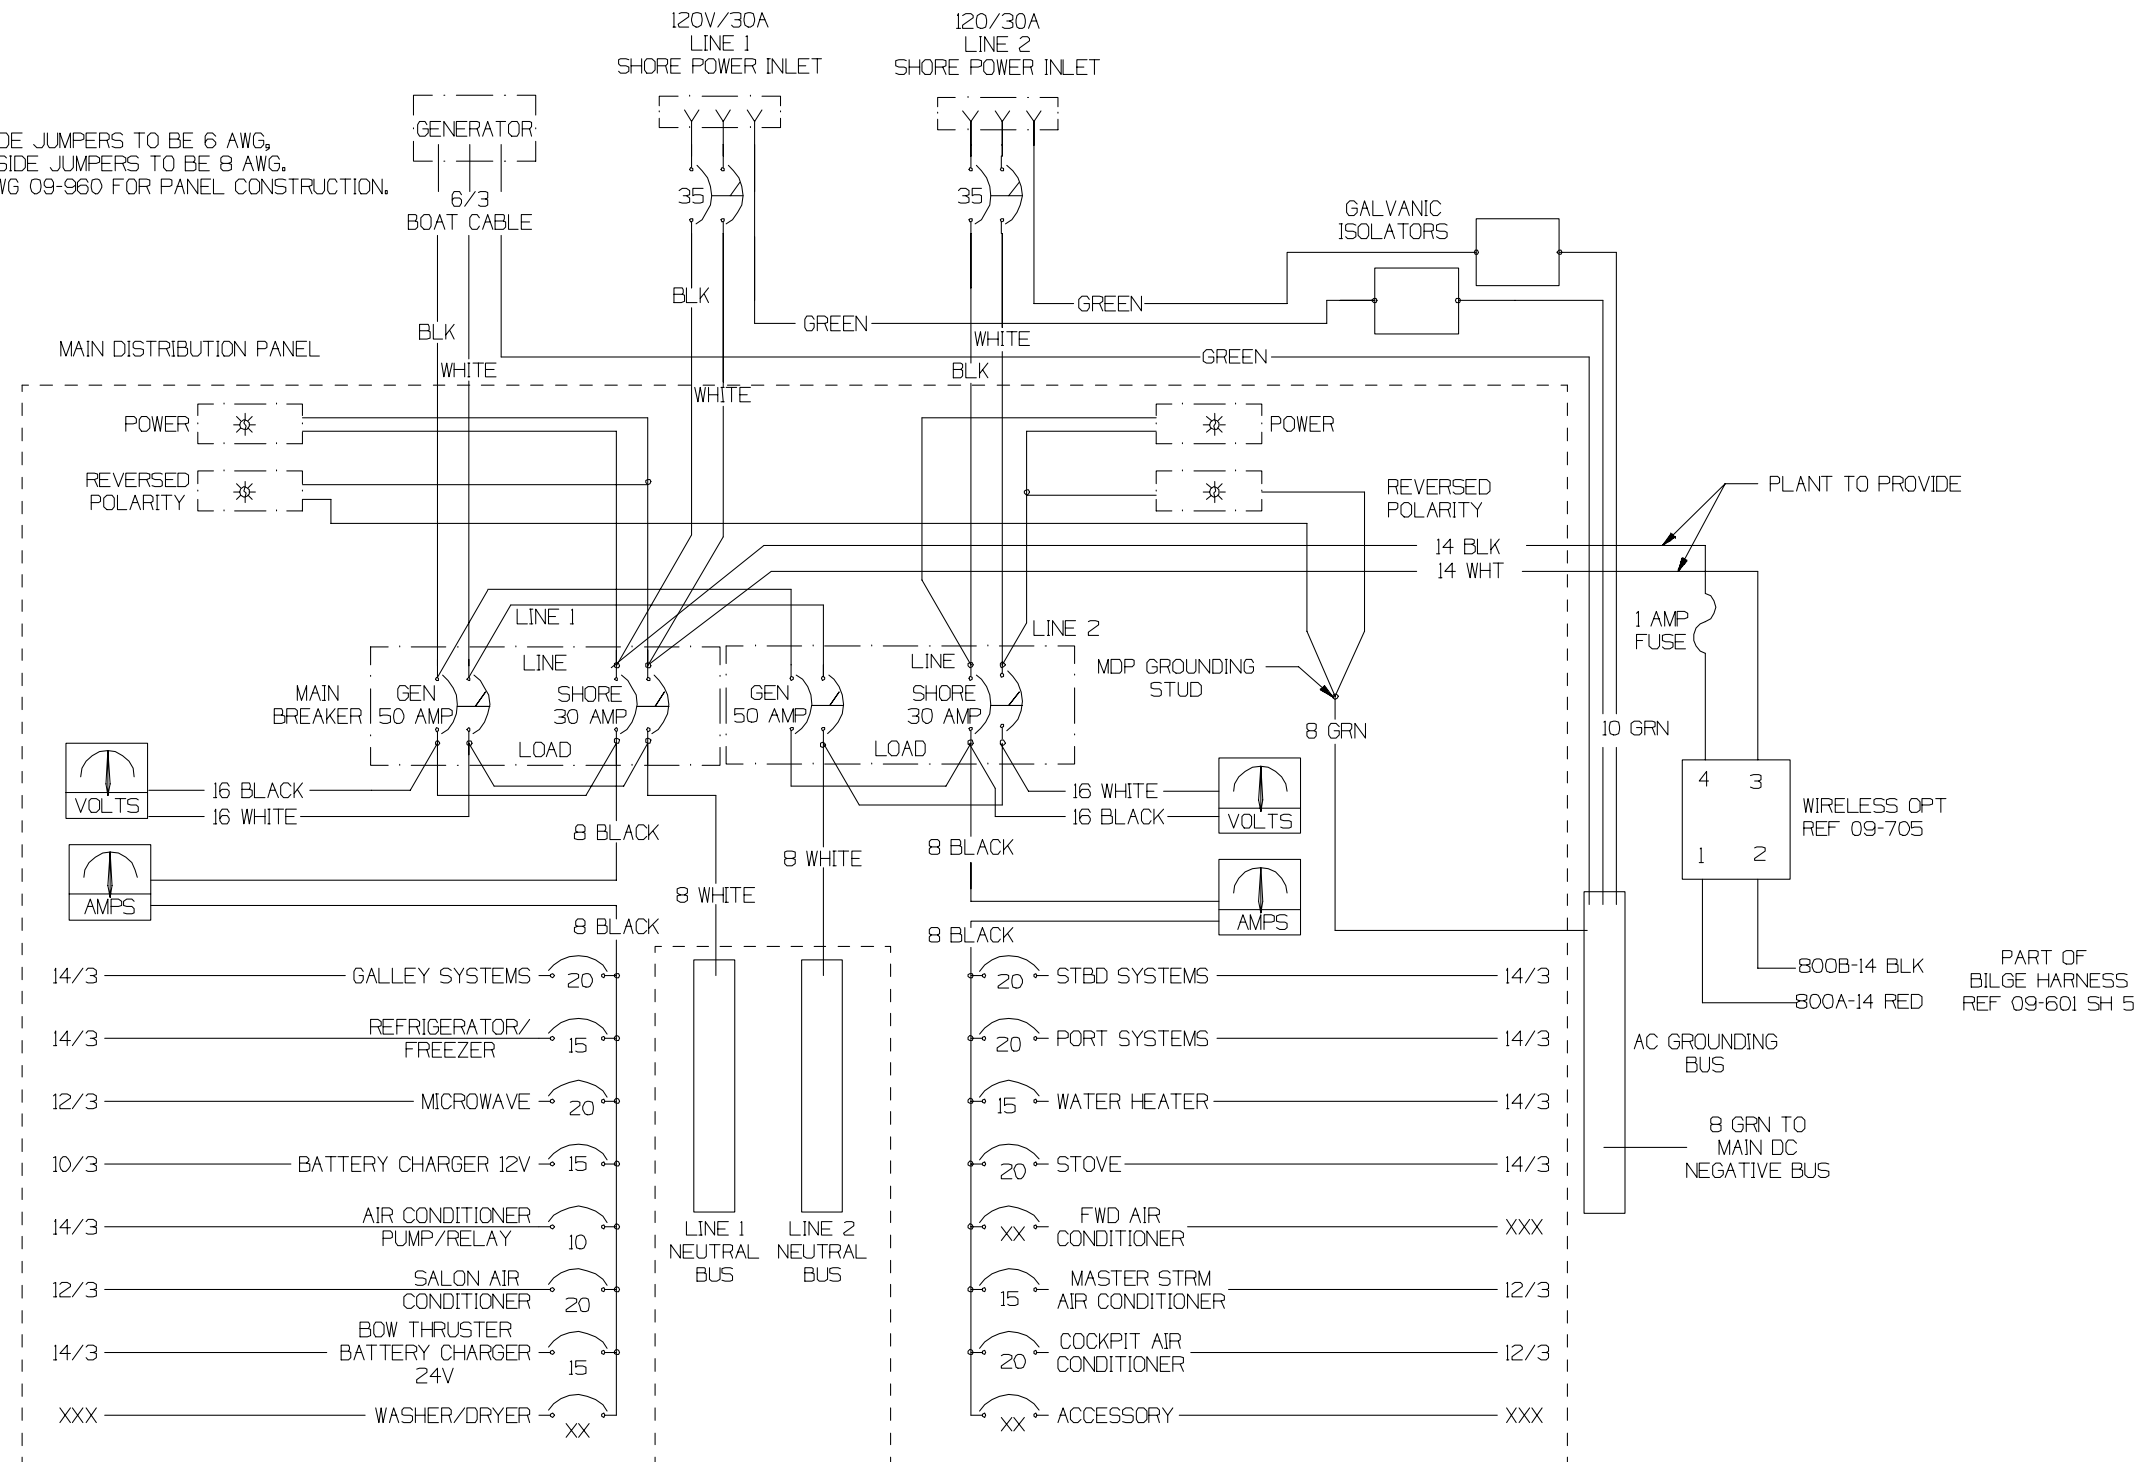 120V/30A
LINE 1
SHORE POWER INLET
120/30A
LINE 2
SHORE POWER INLET
GENERATOR
DE JUMPERS TO BE 6 AWG,
SIDE JUMPERS TO BE 8 AWG.
WG 09-960 FOR PANEL CONSTRUCTION.
6/3
BOAT CABLE
35
35
GALVANIC
ISOLATORS
BLK
GREEN
GREEN
BLK
WHITE
WHITE
GREEN
BLK
WHITE
MAIN DISTRIBUTION PANEL
POWER
POWER
REVERSED
POLARITY
REVERSED
POLARITY
PLANT TO PROVIDE
14 BLK
14 WHT
LINE 1
LINE 2
1 AMP
FUSE
LINE
LINE
MDP GROUNDING
STUD
MAIN
BREAKER
GEN
50 AMP
SHORE
30 AMP
GEN
50 AMP
SHORE
30 AMP
LOAD
LOAD
8 GRN
10 GRN
VOLTS
16 BLACK
16 WHITE
16 WHITE
16 BLACK
VOLTS
4
3
1
2
WIRELESS OPT
REF 09-705
8 BLACK
8 WHITE
8 BLACK
AMPS
8 WHITE
AMPS
8 BLACK
8 BLACK
800B-14 BLK
800A-14 RED
PART OF
BILGE HARNESS
REF 09-601 SH 5
14/3
GALLEY SYSTEMS
20
14/3
REFRIGERATOR/
FREEZER
15
12/3
MICROWAVE
20
10/3
BATTERY CHARGER 12V
15
14/3
AIR CONDITIONER
PUMP/RELAY
10
12/3
SALON AIR
CONDITIONER
20
14/3
BOW THRUSTER
BATTERY CHARGER
24V
15
XXX
WASHER/DRYER
XX
LINE 1
NEUTRAL
BUS
LINE 2
NEUTRAL
BUS
20
STBD SYSTEMS
14/3
20
PORT SYSTEMS
14/3
15
WATER HEATER
14/3
20
STOVE
14/3
XX
FWD AIR
CONDITIONER
XXX
15
MASTER STRM
AIR CONDITIONER
12/3
20
COCKPIT AIR
CONDITIONER
12/3
XX
ACCESSORY
XXX
AC GROUNDING
BUS
8 GRN TO
MAIN DC
NEGATIVE BUS